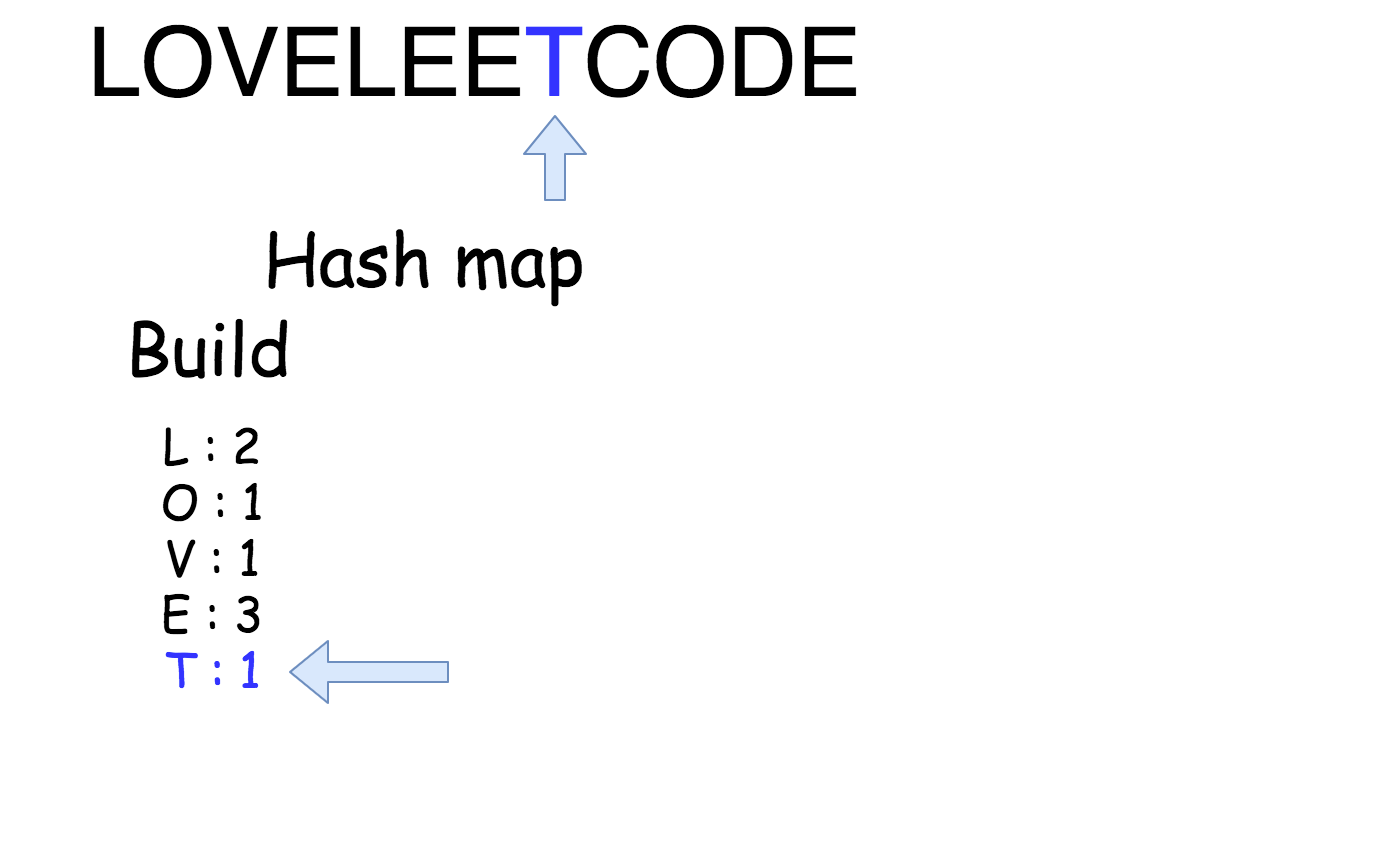 LOVELEETCODE
Hash map
Build
L : 2
O : 1
V : 1
E : 3
T : 1